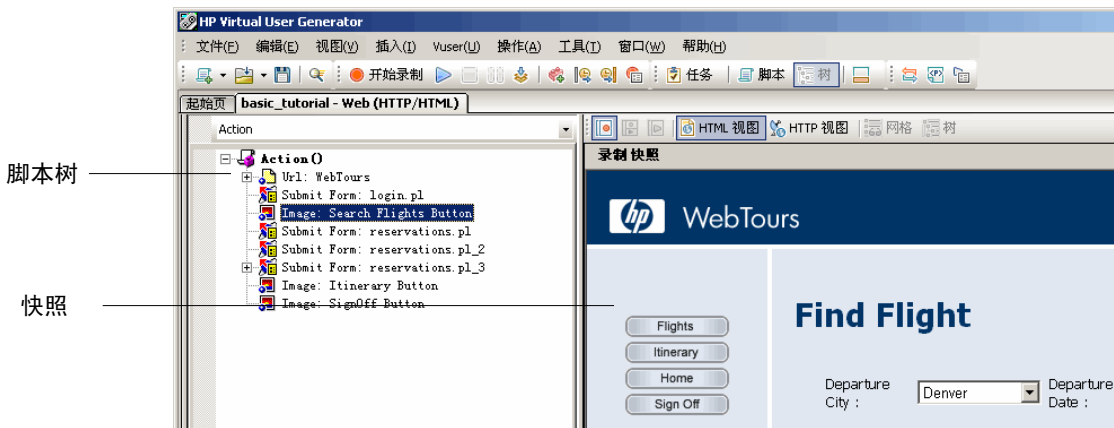 HP Virtual User Generator
文件(F) 编辑(E) 视图(V) 插入(I) Vuser(U) 操作(A) 工具(T) 窗口(W) 帮助(H)
开始录制 任务 脚本 树
起始页 basic_tutorial - Web (HTTP/HTML)
Action
HTML 视图 HTTP 视图 网格 树
录制快照
脚本树
Action()
Url: WebTours
Submit Form: login.pl
Image: Search Flights Button
Submit Form: reservations.pl
Submit Form: reservations.pl_2
Submit Form: reservations.pl_3
Image: Itinerary Button
Image: SignOff Button
快照
hp WebTours
Flights
Itinerary
Home
Sign Off
Find Flight
Departure City : Denver
Departure Date :